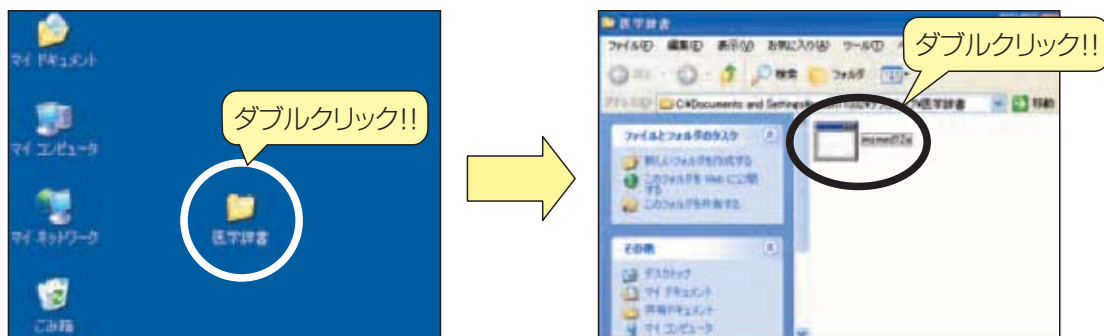 マイ ドキュメント
マイ コンピュータ
マイ ネットワーク
ごみ箱
医学辞書
ダブルクリック!!
医学辞書
ファイル(F) 編集(E) 表示(V) お気に入り(A) ツール(T)
検索 フォルダ
C:¥Documents and Settings
¥医学辞書
移動
ファイルとフォルダのタスク
新しいフォルダを作成する
このフォルダを Web に公開
する
このフォルダを共有する
その他
デスクトップ
マイ ドキュメント
共有ドキュメント
マイ コンピュータ
ダブルクリック!!